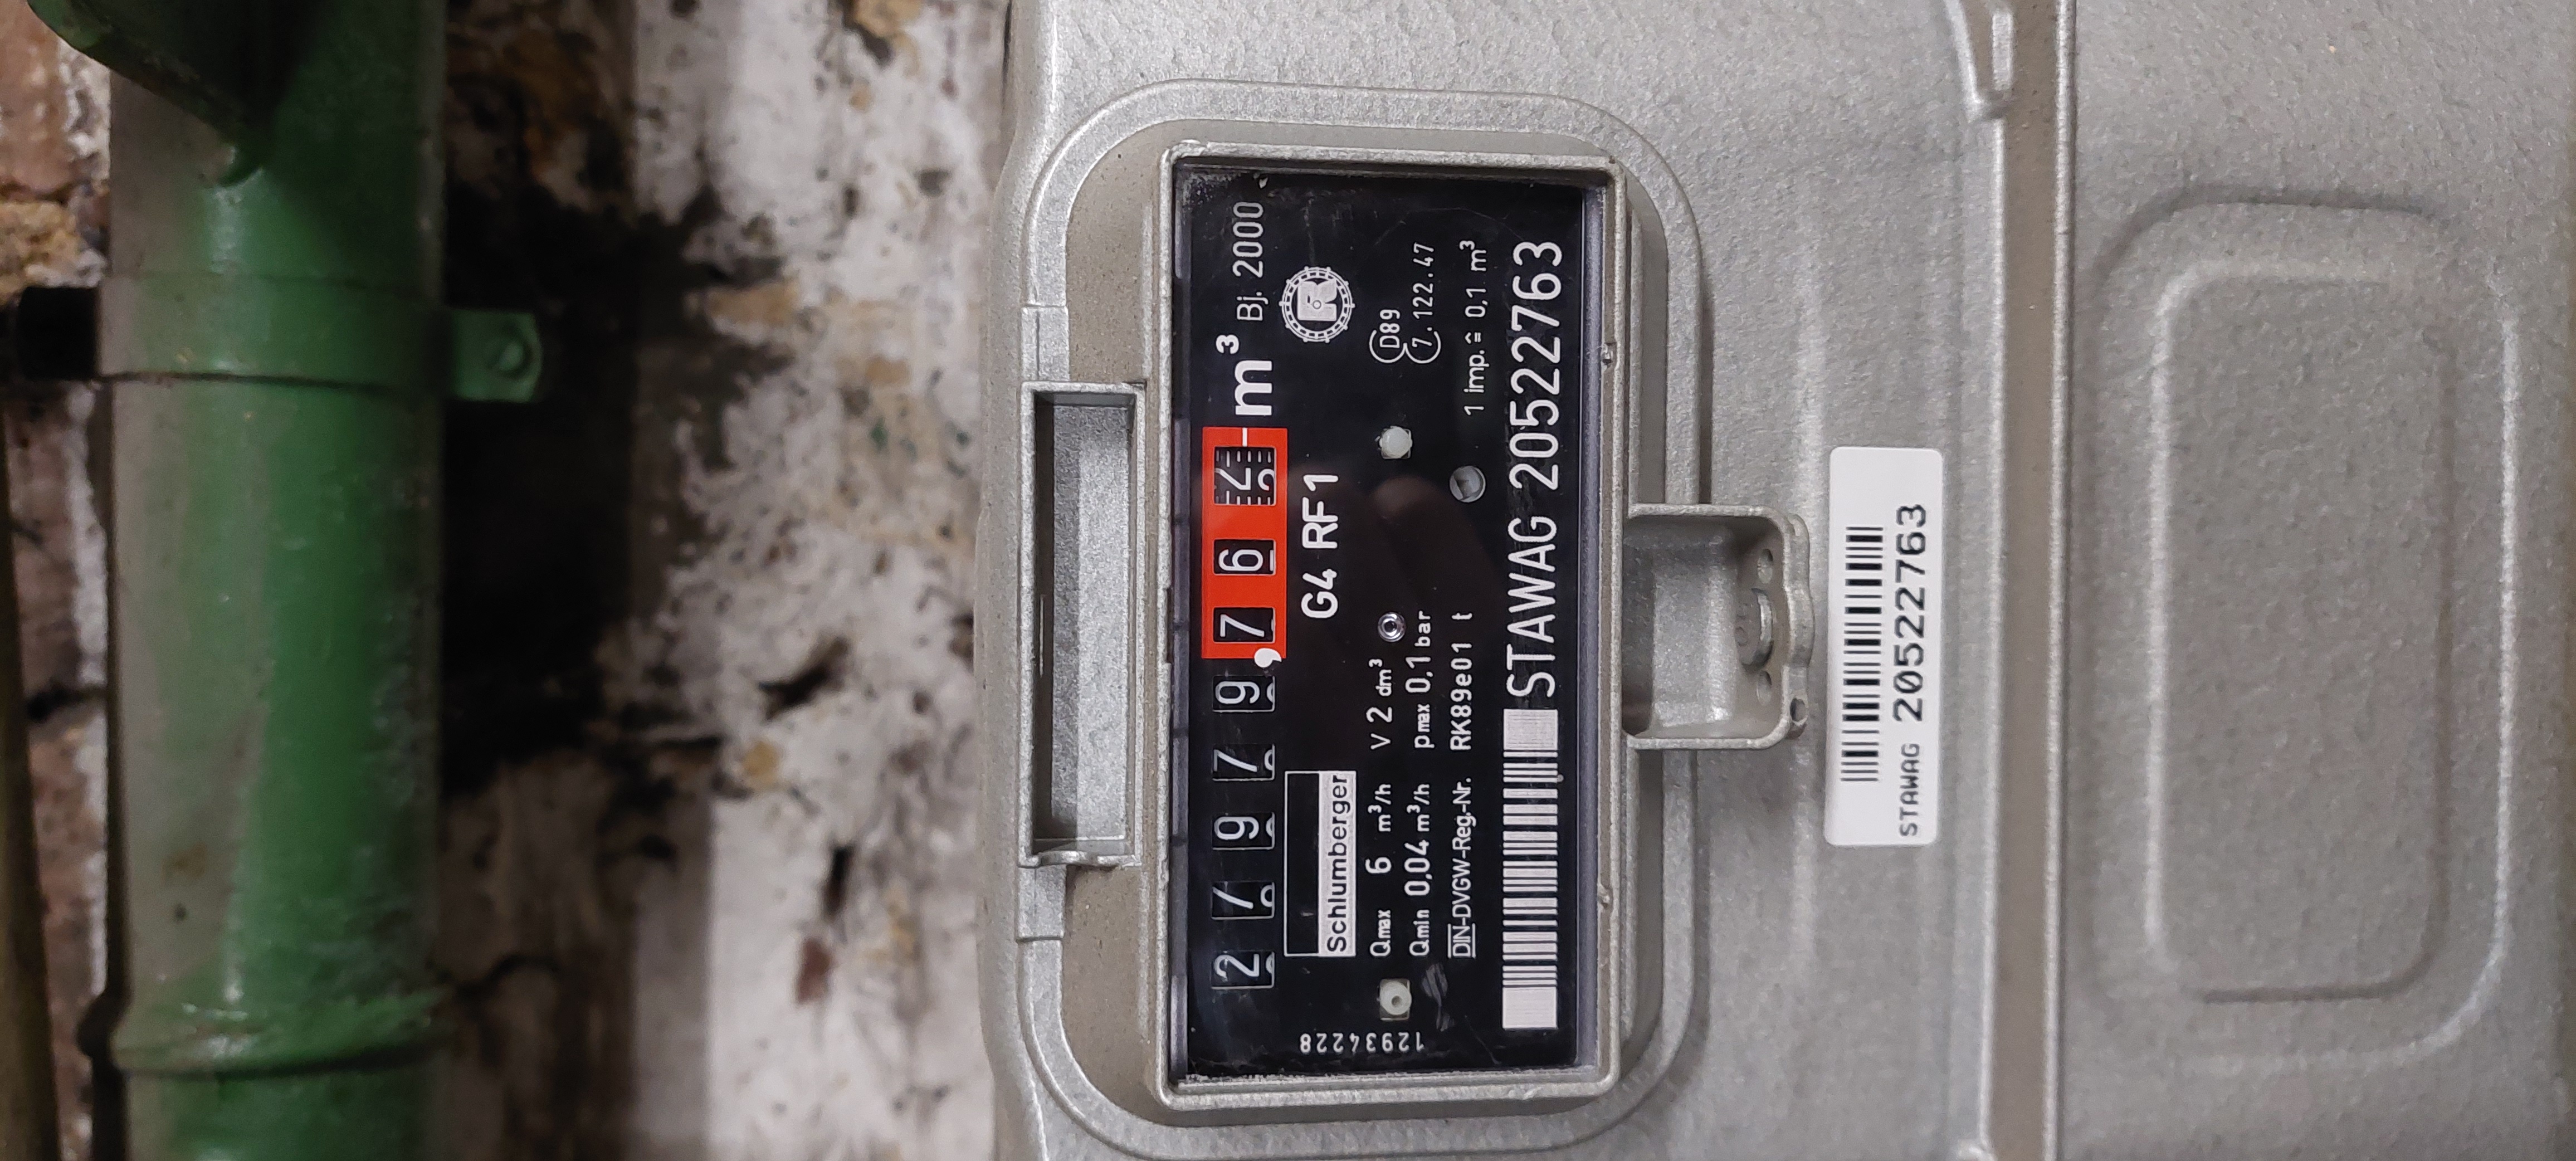 27979,762 m³ Bj. 2000
Schlumberger
G4 RF1
R
12934228
Qmax 6 m³/h V 2 dm³
D89
Qmin 0,04 m³/h pmax 0,1 bar
7.122.47
DIN-DVGW-Reg.-Nr. RK89e01 t
1 imp. ≙ 0,1 m³
STAWAG 20522763
STAWAG 20522763